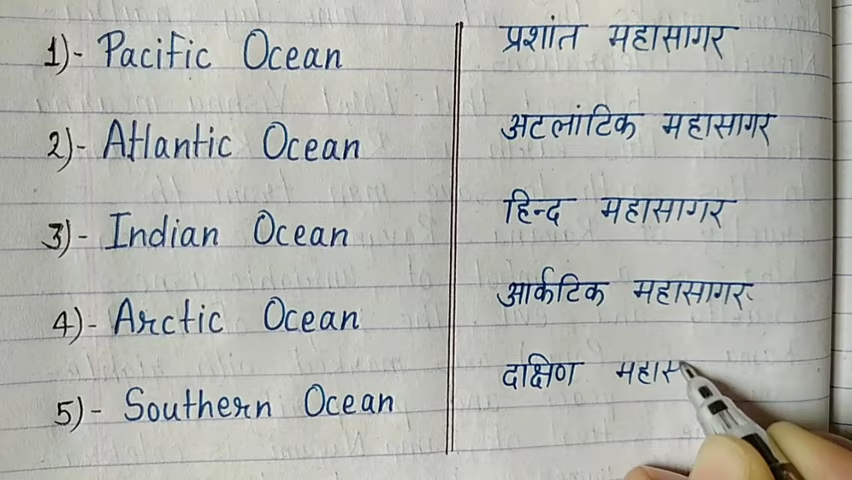 1)- Pacific Ocean प्रशांत महासागर
2)- Atlantic Ocean अटलांटिक महासागर
3)- Indian Ocean हिन्द महासागर
4)- Arctic Ocean आर्कटिक महासागर
5)- Southern Ocean दक्षिण महास